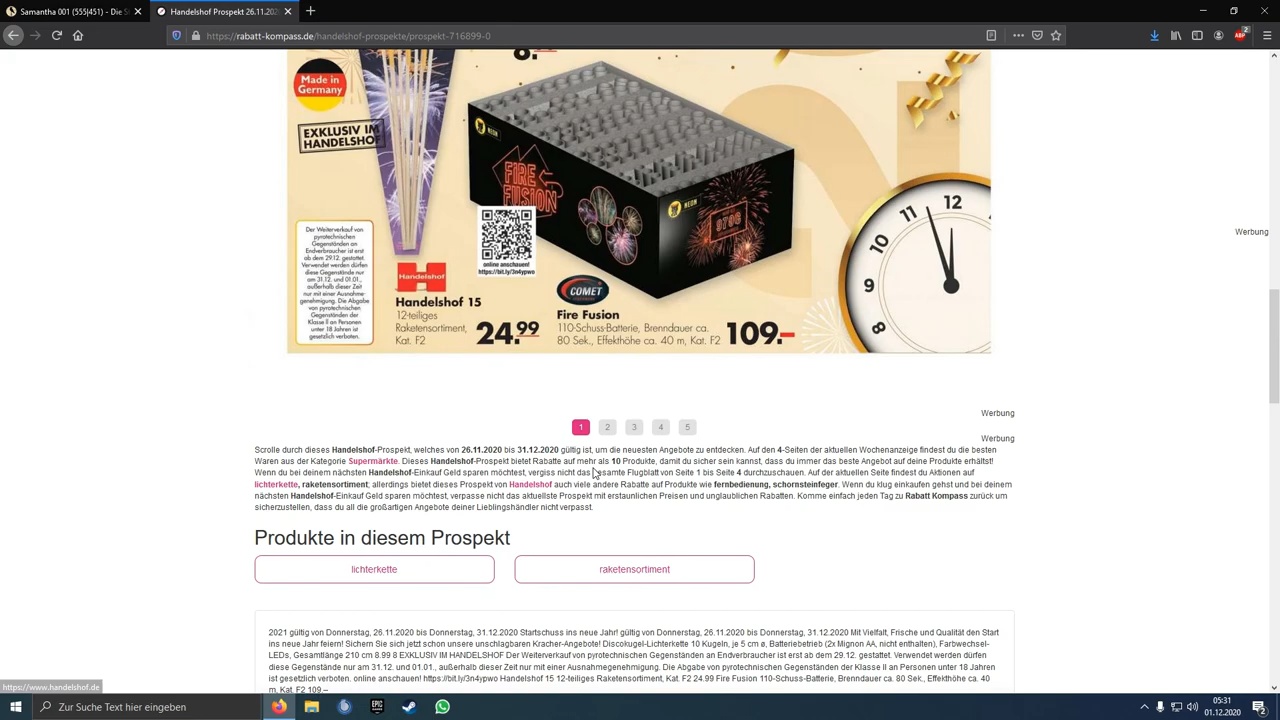 Samantha 001 (555|451) - Die S
Handelshof Prospekt 26.11.202
https://rabatt-kompass.de/handelshof-prospekte/prospekt-716899-0
8.
Made in
Germany
EXKLUSIV IM
HANDELSHOF
Der Weiterverkauf von
pyrotechnischen
Gegenständen an
Endverbraucher ist erst
ab dem 29.12. gestattet.
Verwendet werden dürfen
diese Gegenstände nur
am 31.12. und 01.01.,
außerhalb dieser Zeit
nur mit einer Ausnahme-
genehmigung. Die Abgabe
von pyrotechnischen
Gegenständen der
Klasse II an Personen
unter 18 Jahren ist
gesetzlich verboten.
NEON
FIRE
FUSION
NEON
online anschauen!
https://bit.ly/3n4ypwo
Handelshof
Handelshof 15
12-teiliges
Raketensortiment,
Kat. F2
24.99
COMET
Fire Fusion
110-Schuss-Batterie, Brenndauer ca.
80 Sek., Effekthöhe ca. 40 m, Kat. F2
109.–
12
11
10
9
8
Werbung
Werbung
1 2 3 4 5
Werbung
Scrolle durch dieses Handelshof-Prospekt, welches von 26.11.2020 bis 31.12.2020 gültig ist, um die neuesten Angebote zu entdecken. Auf den 4-Seiten der aktuellen Wochenanzeige findest du die besten
Waren aus der Kategorie Supermärkte. Dieses Handelshof-Prospekt bietet Rabatte auf mehr als 10 Produkte, damit du sicher sein kannst, dass du immer das beste Angebot auf deine Produkte erhältst!
Wenn du bei deinem nächsten Handelshof-Einkauf Geld sparen möchtest, vergiss nicht das gesamte Flugblatt von Seite 1 bis Seite 4 durchzuschauen. Auf der aktuellen Seite findest du Aktionen auf
lichterkette, raketensortiment; allerdings bietet dieses Prospekt von Handelshof auch viele andere Rabatte auf Produkte wie fernbedienung, schornsteinfeger. Wenn du klug einkaufen gehst und bei deinem
nächsten Handelshof-Einkauf Geld sparen möchtest, verpasse nicht das aktuellste Prospekt mit erstaunlichen Preisen und unglaublichen Rabatten. Komme einfach jeden Tag zu Rabatt Kompass zurück um
sicherzustellen, dass du all die großartigen Angebote deiner Lieblingshändler nicht verpasst.
Produkte in diesem Prospekt
lichterkette
raketensortiment
2021 gültig von Donnerstag, 26.11.2020 bis Donnerstag, 31.12.2020 Startschuss ins neue Jahr! gültig von Donnerstag, 26.11.2020 bis Donnerstag, 31.12.2020 Mit Vielfalt, Frische und Qualität den Start
ins neue Jahr feiern! Sichern Sie sich jetzt schon unsere unschlagbaren Kracher-Angebote! Discokugel-Lichterkette 10 Kugeln, je 5 cm ø, Batteriebetrieb (2x Mignon AA, nicht enthalten), Farbwechsel-
LEDs, Gesamtlänge 210 cm 8.99 8 EXKLUSIV IM HANDELSHOF Der Weiterverkauf von pyrotechnischen Gegenständen an Endverbraucher ist erst ab dem 29.12. gestattet. Verwendet werden dürfen
diese Gegenstände nur am 31.12. und 01.01., außerhalb dieser Zeit nur mit einer Ausnahmegenehmigung. Die Abgabe von pyrotechnischen Gegenständen der Klasse II an Personen unter 18 Jahren
ist gesetzlich verboten. online anschauen! https://bit.ly/3n4ypwo Handelshof 15 12-teiliges Raketensortiment, Kat. F2 24.99 Fire Fusion 110-Schuss-Batterie, Brenndauer ca. 80 Sek., Effekthöhe ca. 40
m, Kat. F2 109.–
https://www.handelshof.de
Zur Suche Text hier eingeben
05:31
01.12.2020
2